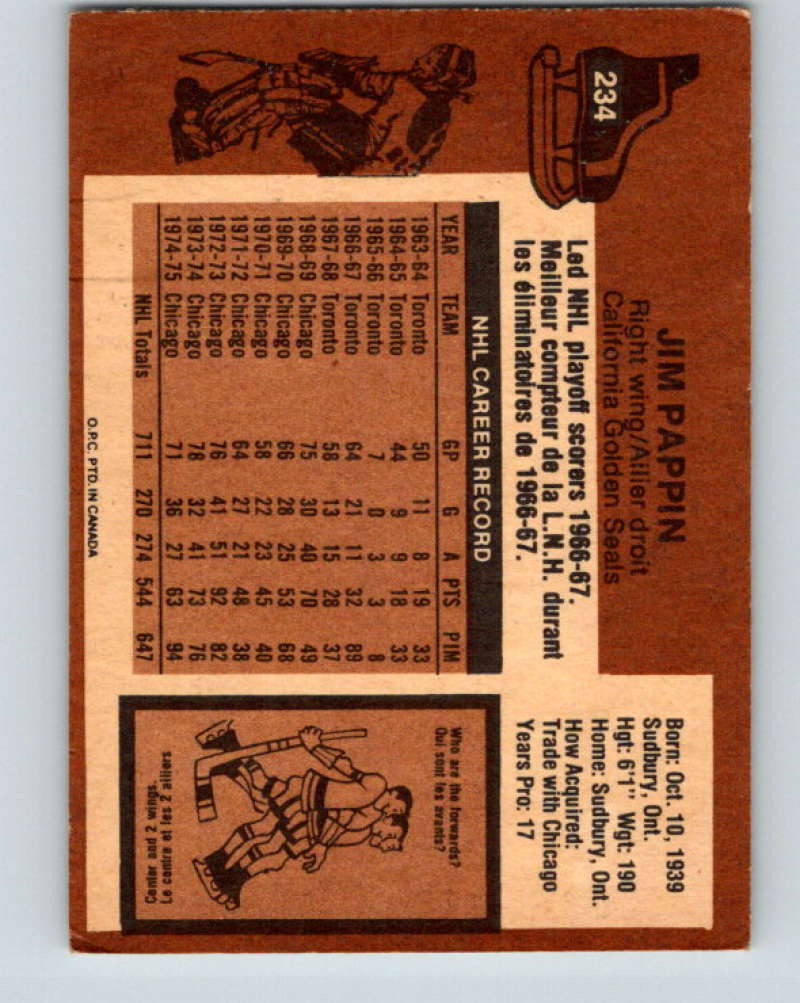 234
JIM PAPPIN
Right wing/Ailier droit
California Golden Seals
Led NHL playoff scorers 1966-67.
Meilleur compteur de la L.N.H. durant
les éliminatoires de 1966-67.
Born: Oct. 10, 1939
Sudbury, Ont.
Hgt: 6'1" Wgt: 190
Home: Sudbury, Ont.
How Acquired:
Trade with Chicago
Years Pro: 17
NHL CAREER RECORD
YEAR TEAM GP G A PTS PIM
1963-64 Toronto 50 11 8 19 33
1964-65 Toronto 44 9 9 18 33
1965-66 Toronto 7 0 3 3 8
1966-67 Toronto 64 21 11 32 89
1967-68 Toronto 58 13 15 28 37
1968-69 Chicago 75 30 40 70 49
1969-70 Chicago 66 28 25 53 68
1970-71 Chicago 58 22 23 45 40
1971-72 Chicago 64 27 21 48 38
1972-73 Chicago 76 41 51 92 82
1973-74 Chicago 78 32 41 73 76
1974-75 Chicago 71 36 27 63 94
NHL Totals 711 270 274 544 647
Who are the forwards?
Qui sont les avants?
Le centre et les 2 ailiers
Center and 2 wings.
O.P.C. PTD. IN CANADA